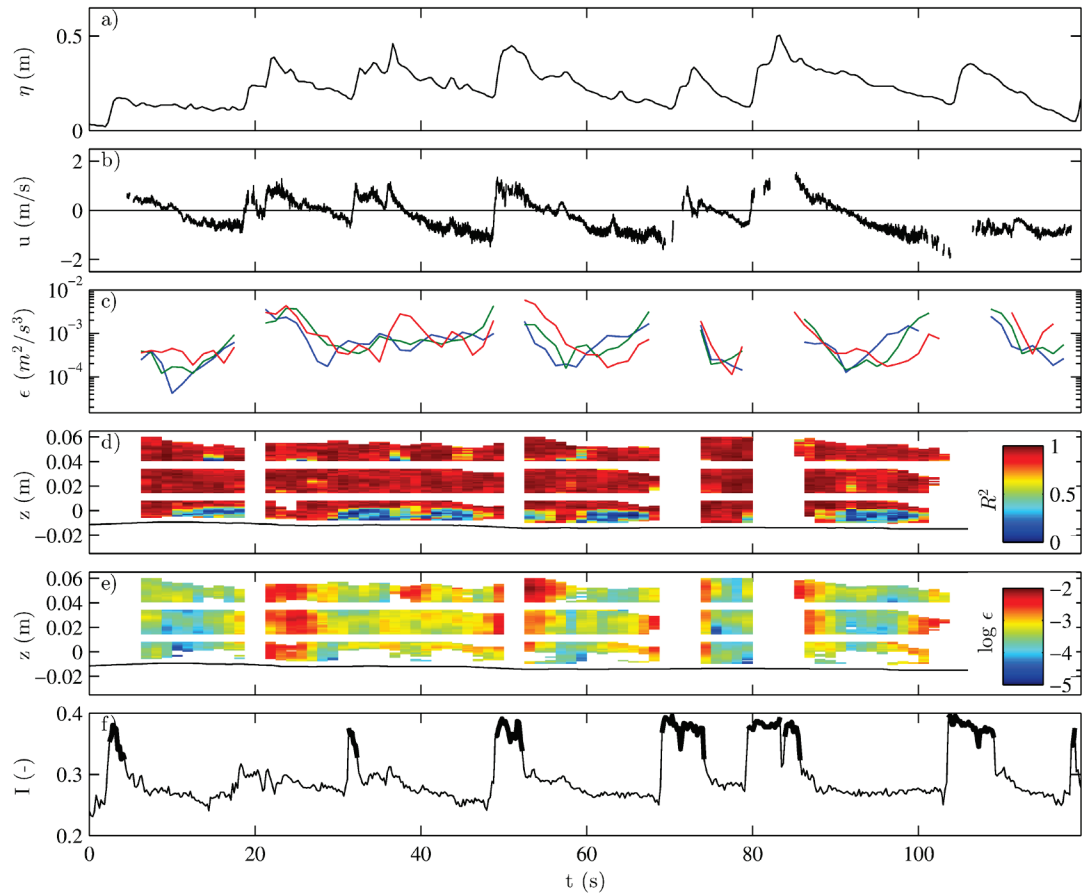 a)
0.5
0
η (m)
b)
2
0
−2
u (m/s)
c)
10⁻²
10⁻³
10⁻⁴
ϵ (m²/s³)
d)
0.06
0.04
0.02
0
−0.02
z (m)
1
0
R²
e)
0.06
0.04
0.02
0
−0.02
z (m)
−2
−3
−4
−5
log ϵ
f)
0.4
0.3
0.2
I (-)
0 20 40 60 80 100
t (s)